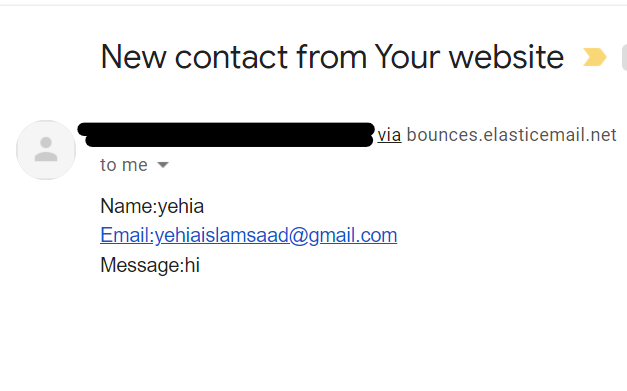 New contact from Your website
via bounces.elasticemail.net
to me
Name:yehia
Email:yehiaislamsaad@gmail.com
Message:hi